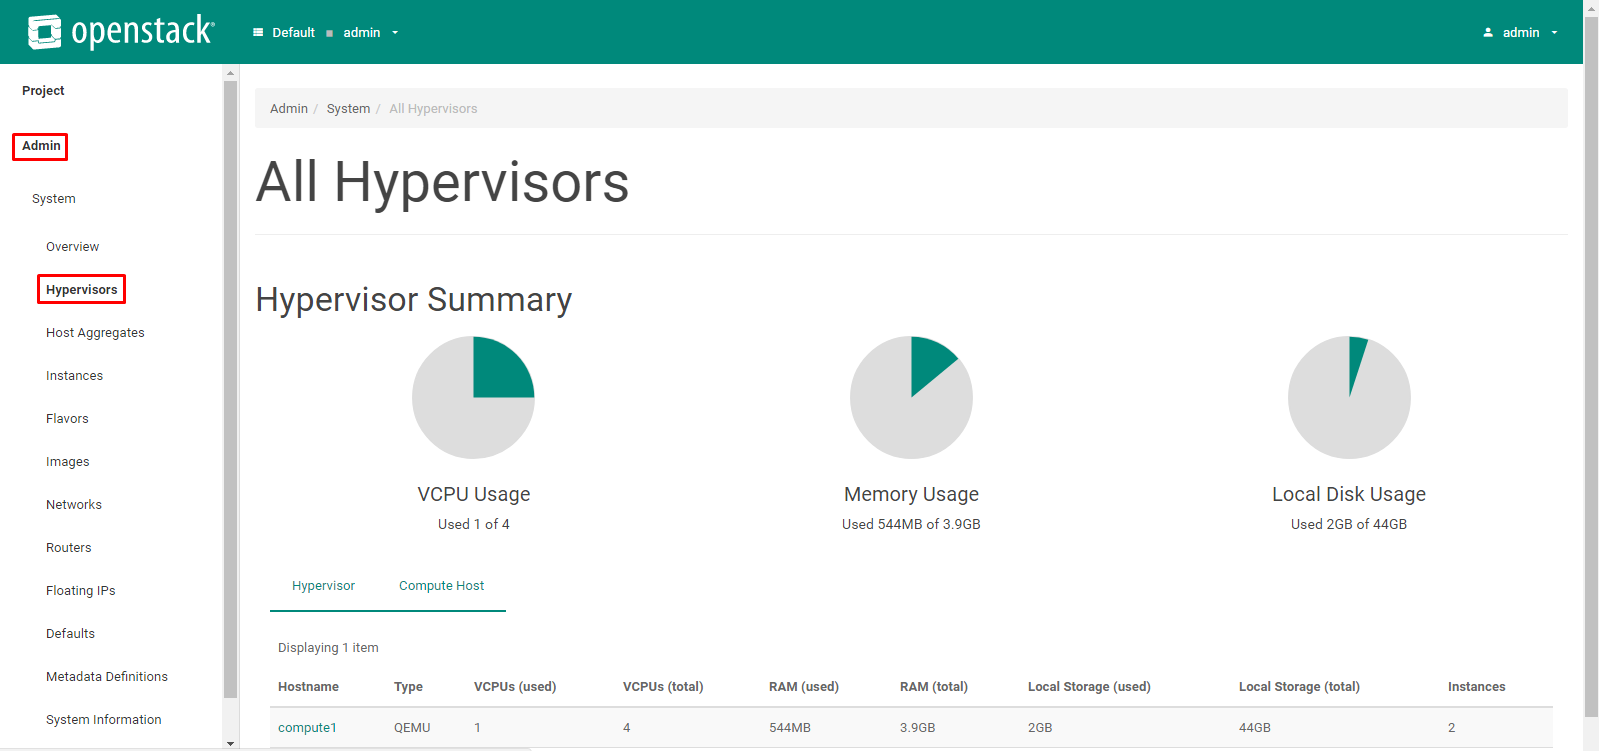 openstack
Default admin
admin
Project
Admin
System
Overview
Hypervisors
Host Aggregates
Instances
Flavors
Images
Networks
Routers
Floating IPs
Defaults
Metadata Definitions
System Information
Admin / System / All Hypervisors
All Hypervisors
Hypervisor Summary
VCPU Usage
Used 1 of 4
Memory Usage
Used 544MB of 3.9GB
Local Disk Usage
Used 2GB of 44GB
Hypervisor Compute Host
Displaying 1 item
Hostname Type VCPUs (used) VCPUs (total) RAM (used) RAM (total) Local Storage (used) Local Storage (total) Instances
compute1 QEMU 1 4 544MB 3.9GB 2GB 44GB 2